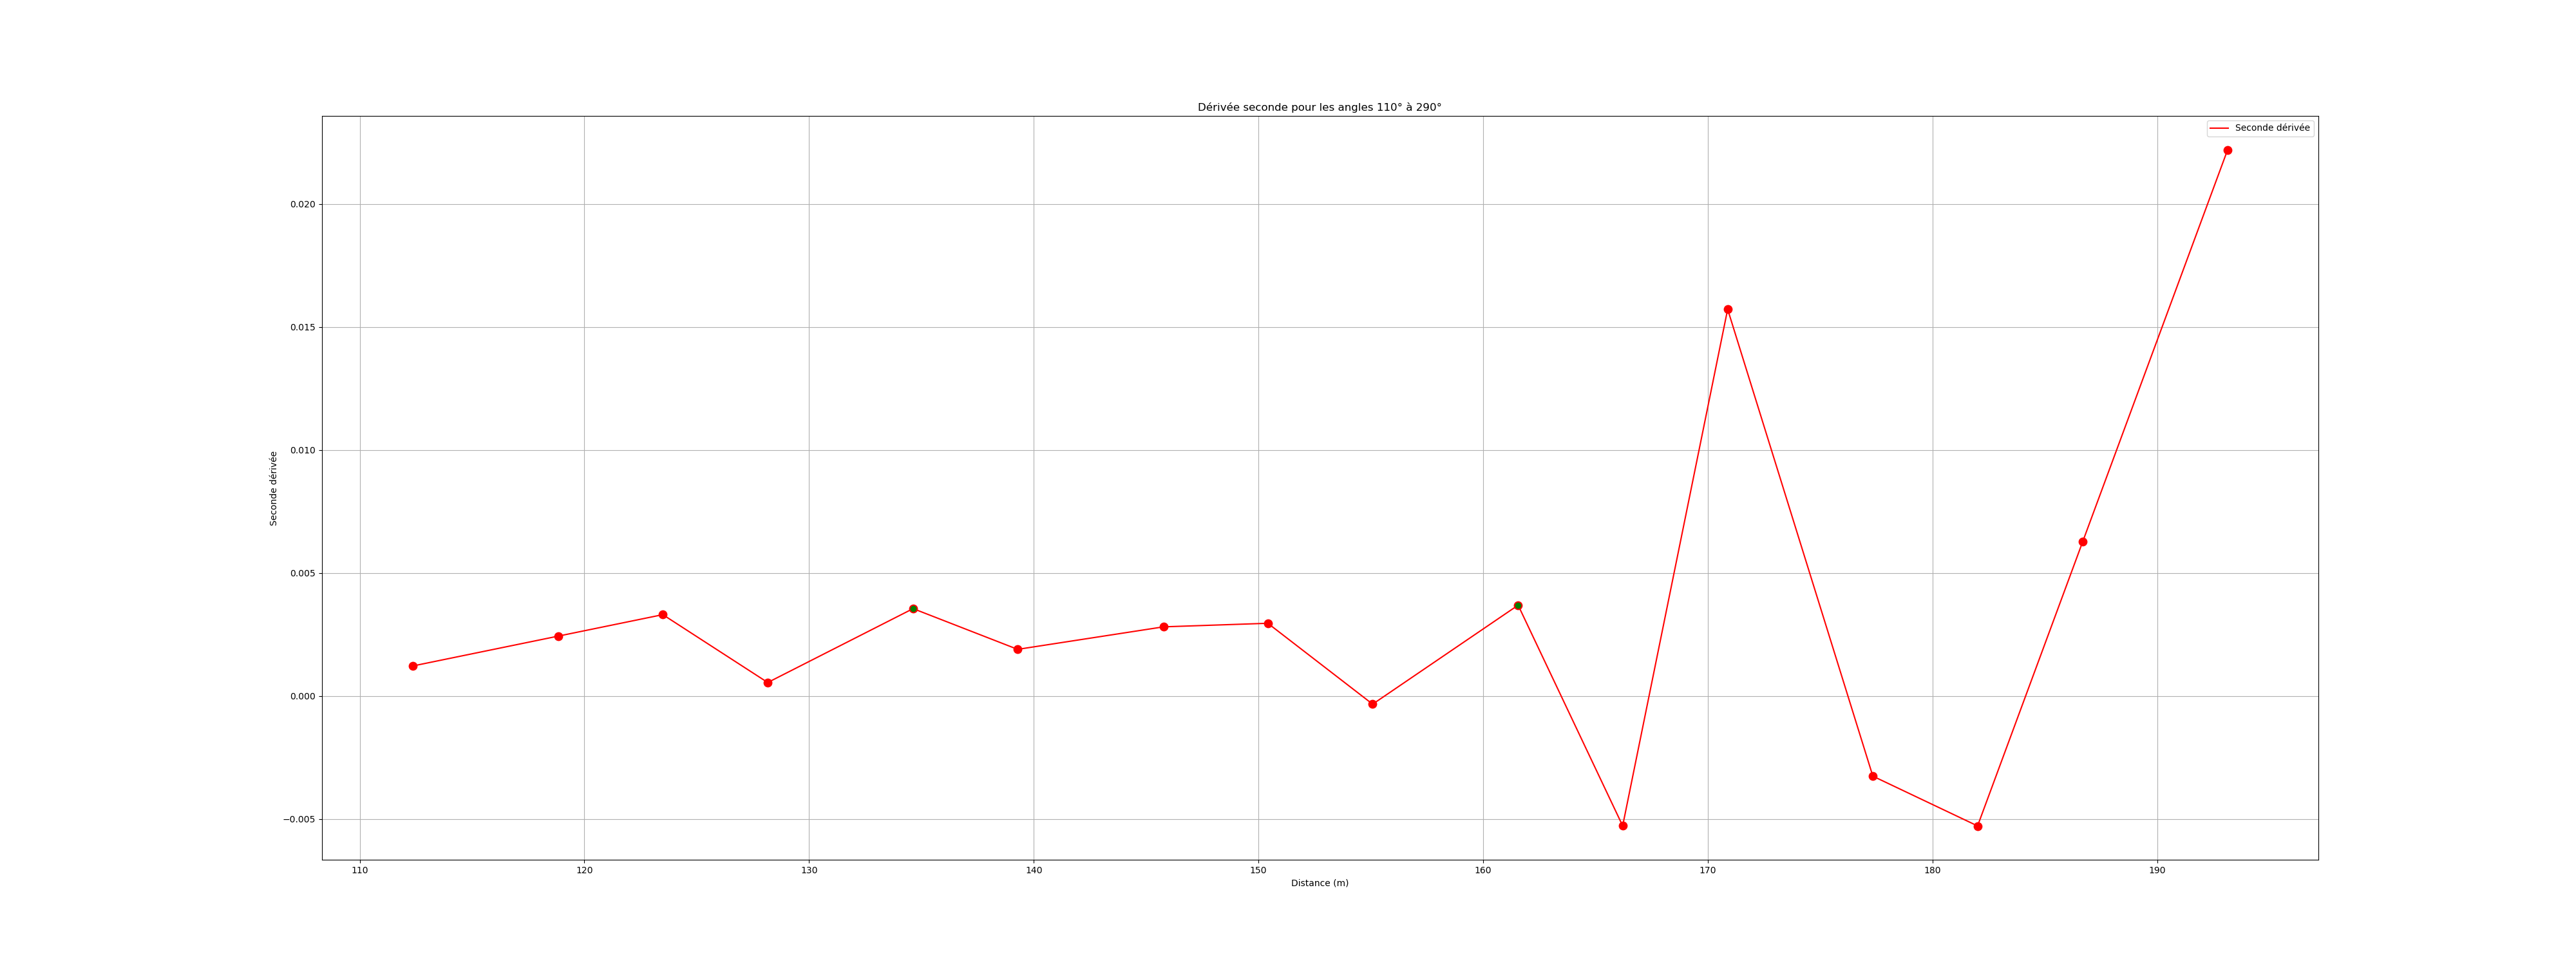 Dérivée seconde pour les angles 110° à 290°
Seconde dérivée
0.020
0.015
0.010
0.005
0.000
−0.005
Seconde dérivée
110 120 130 140 150 160 170 180 190
Distance (m)